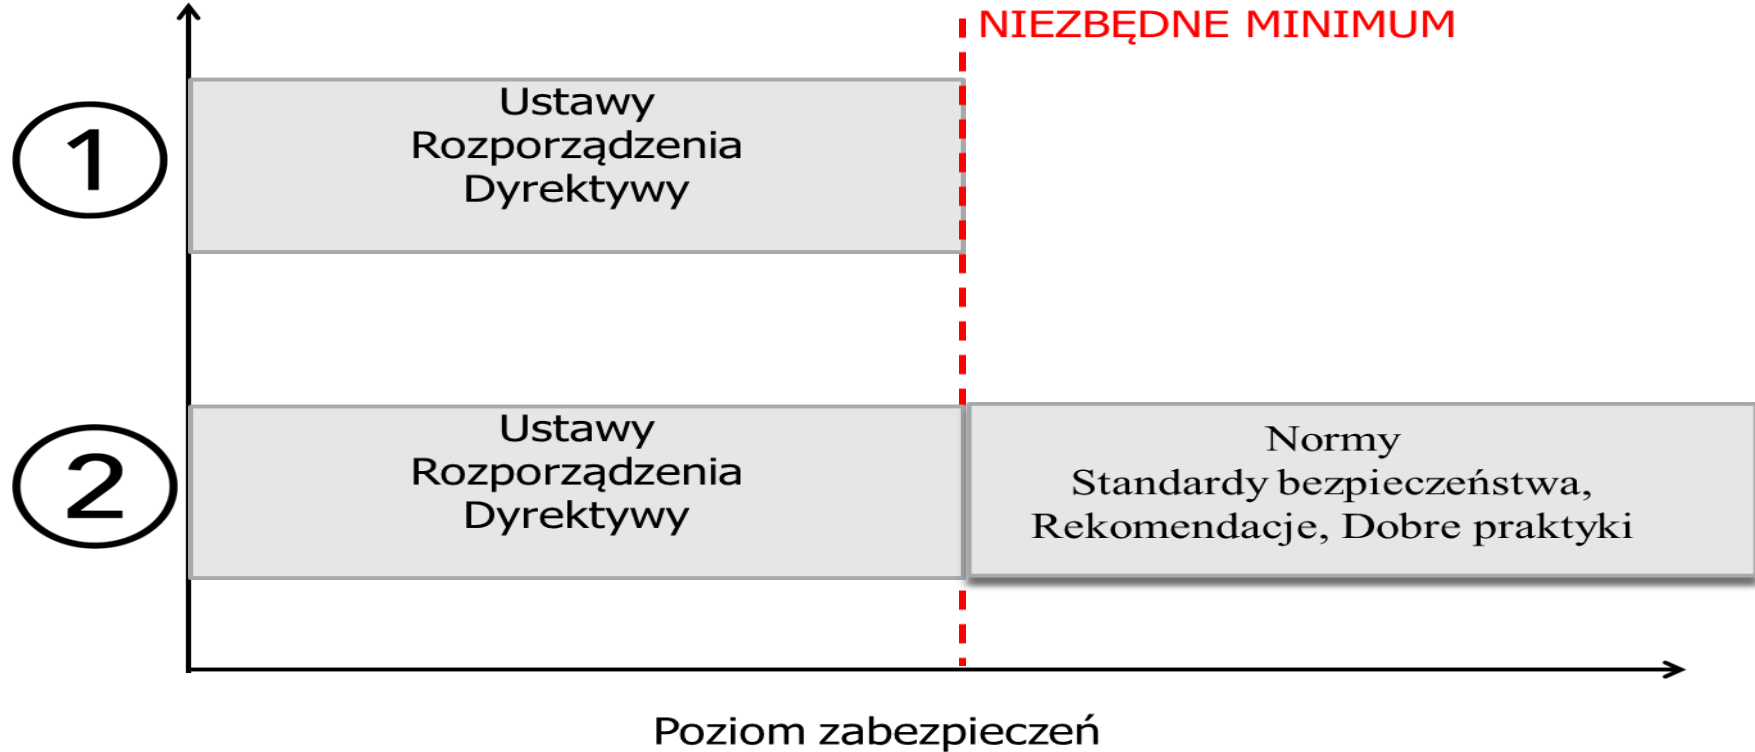 NIEZBĘDNE MINIMUM
1
Ustawy
Rozporządzenia
Dyrektywy
2
Ustawy
Rozporządzenia
Dyrektywy
Normy
Standardy bezpieczeństwa,
Rekomendacje, Dobre praktyki
Poziom zabezpieczeń